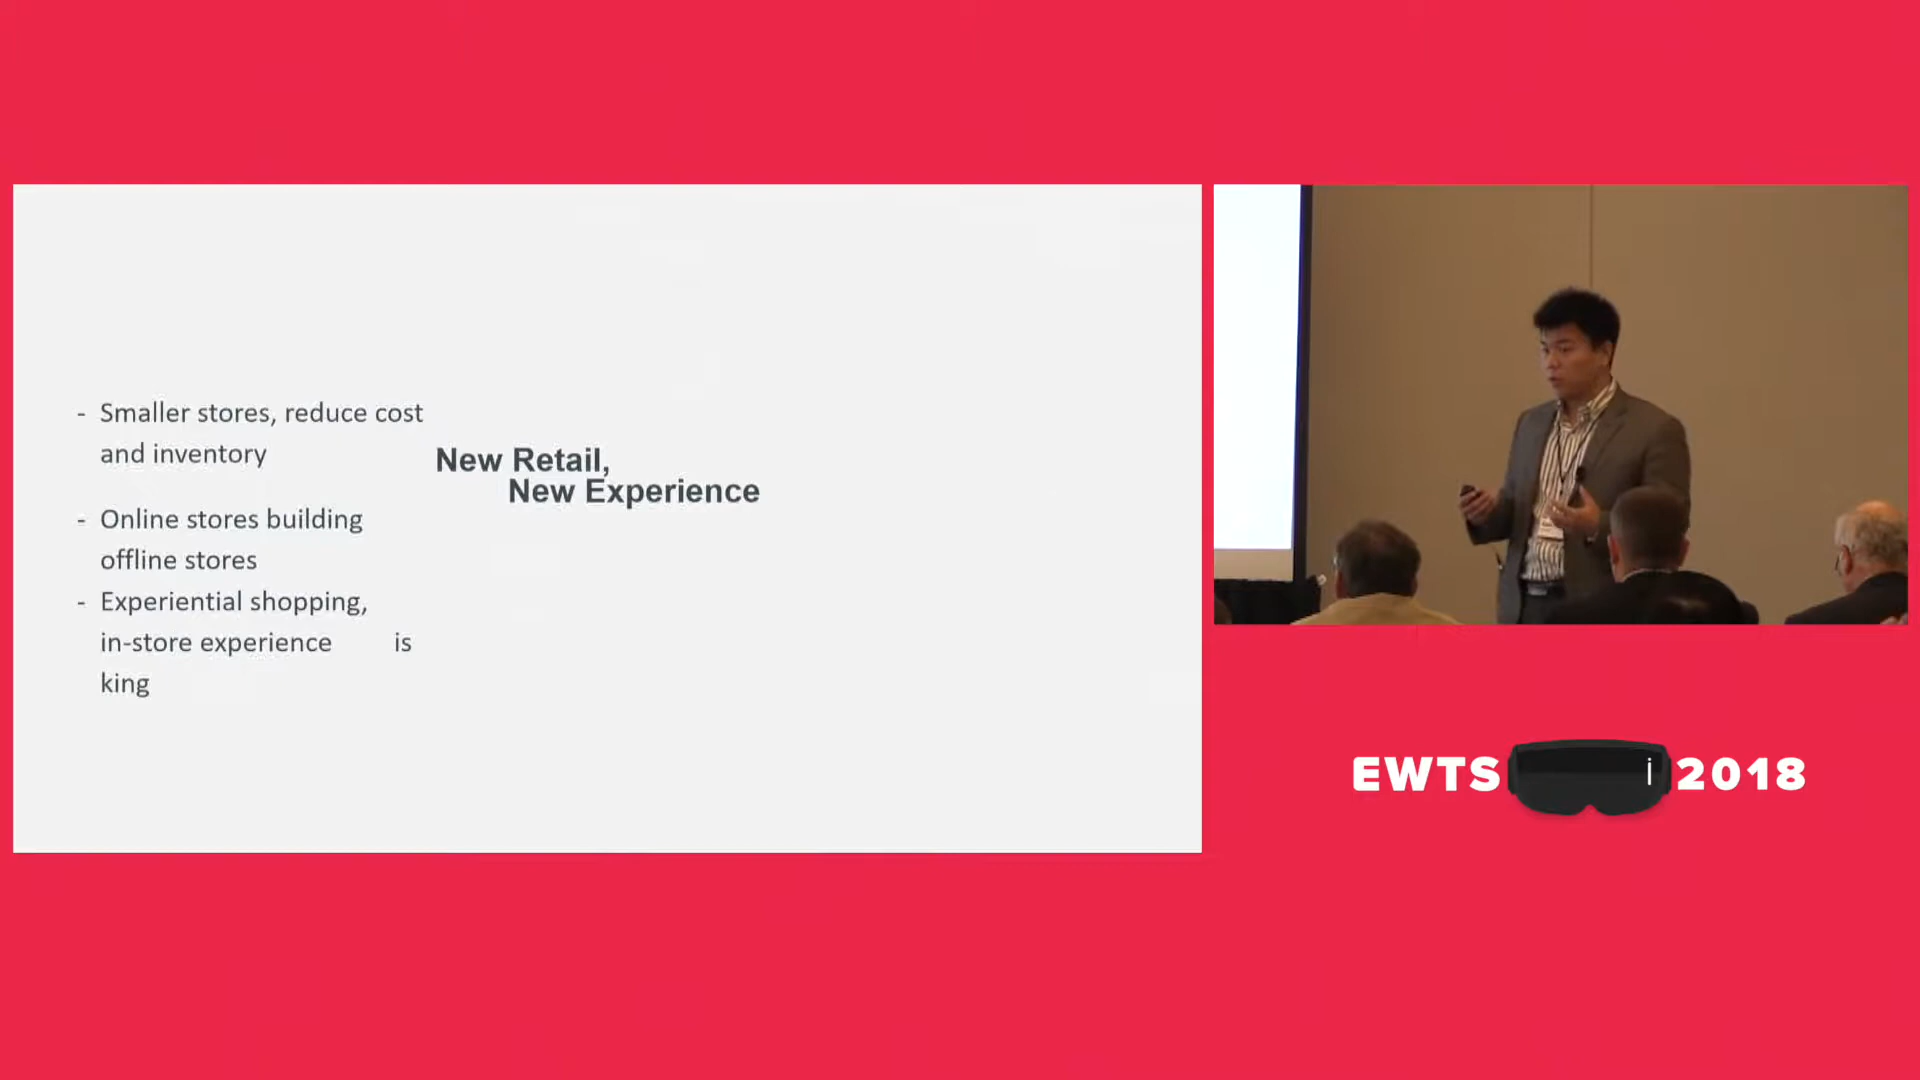 - Smaller stores, reduce cost
and inventory
New Retail,
New Experience
- Online stores building
offline stores
- Experiential shopping,
in-store experience is
king
EWTS i 2018